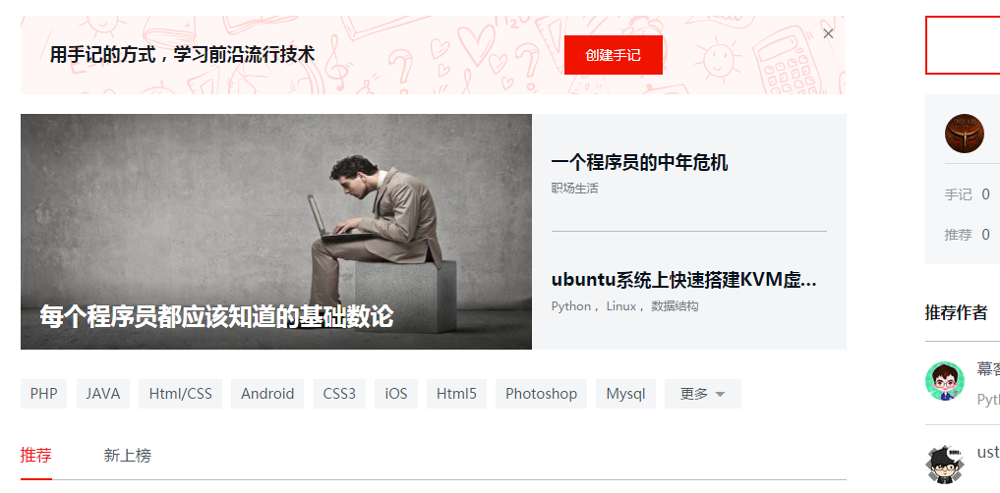 用手记的方式，学习前沿流行技术
创建手记
每个程序员都应该知道的基础数论
一个程序员的中年危机
职场生活
ubuntu系统上快速搭建KVM虚...
Python， Linux， 数据结构
PHP JAVA Html/CSS Android CSS3 iOS Html5 Photoshop Mysql 更多
推荐 新上榜
手记 0
推荐 0
推荐作者
幕客
Pyt
ust